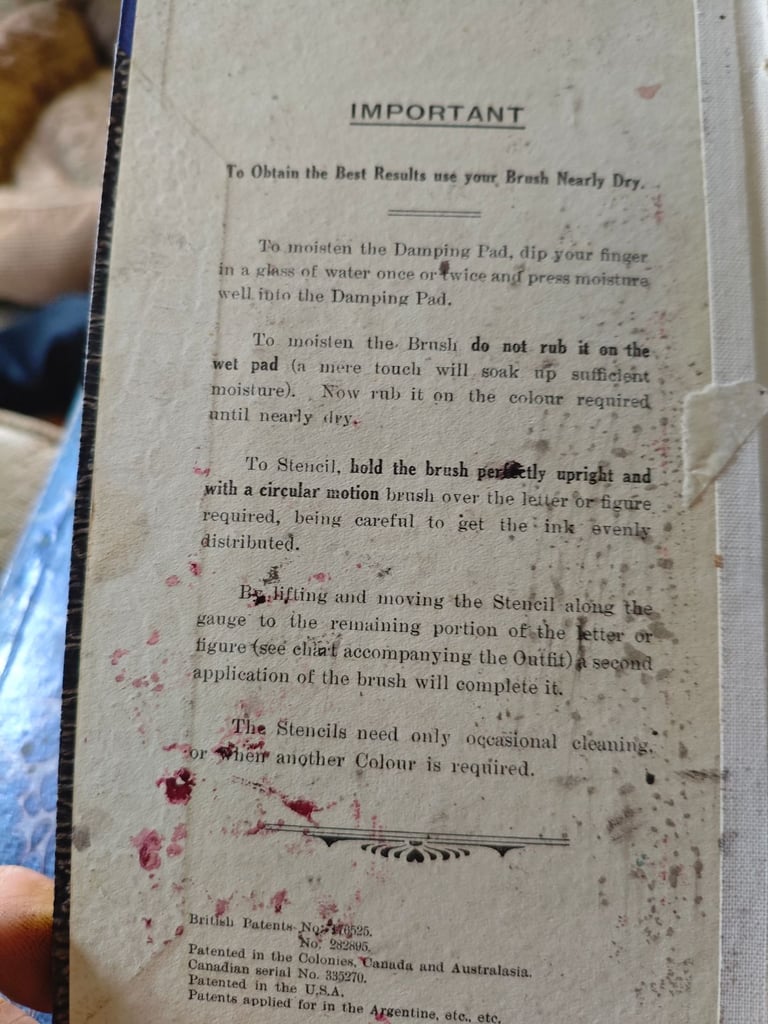 IMPORTANT
To Obtain the Best Results use your Brush Nearly Dry.
To moisten the Damping Pad, dip your finger
in a glass of water once or twice and press moisture
well into the Damping Pad.
To moisten the Brush do not rub it on the
wet pad (a mere touch will soak up sufficient
moisture). Now rub it on the colour required
until nearly dry.
To Stencil, hold the brush perfectly upright and
with a circular motion brush over the letter or figure
required, being careful to get the ink evenly
distributed.
By lifting and moving the Stencil along the
gauge to the remaining portion of the letter or
figure (see chart accompanying the Outfit) a second
application of the brush will complete it.
The Stencils need only occasional cleaning,
or when another Colour is required.
British Patents No.
No. 282895.
Patented in the Colonies, Canada and Australasia.
Canadian serial No. 335270.
Patented in the U.S.A.
Patents applied for in the Argentine, etc., etc.